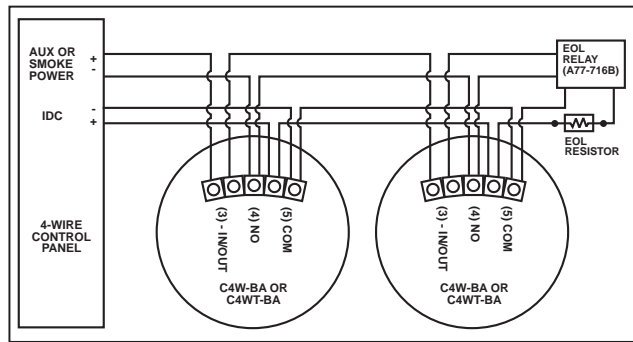 AUX OR
SMOKE
POWER
+
-
IDC
-
+
4-WIRE
CONTROL
PANEL
(3) - IN/OUT
(4) NO
(5) COM
C4W-BA OR
C4WT-BA
(3) - IN/OUT
(4) NO
(5) COM
C4W-BA OR
C4WT-BA
EOL
RELAY
(A77-716B)
EOL
RESISTOR